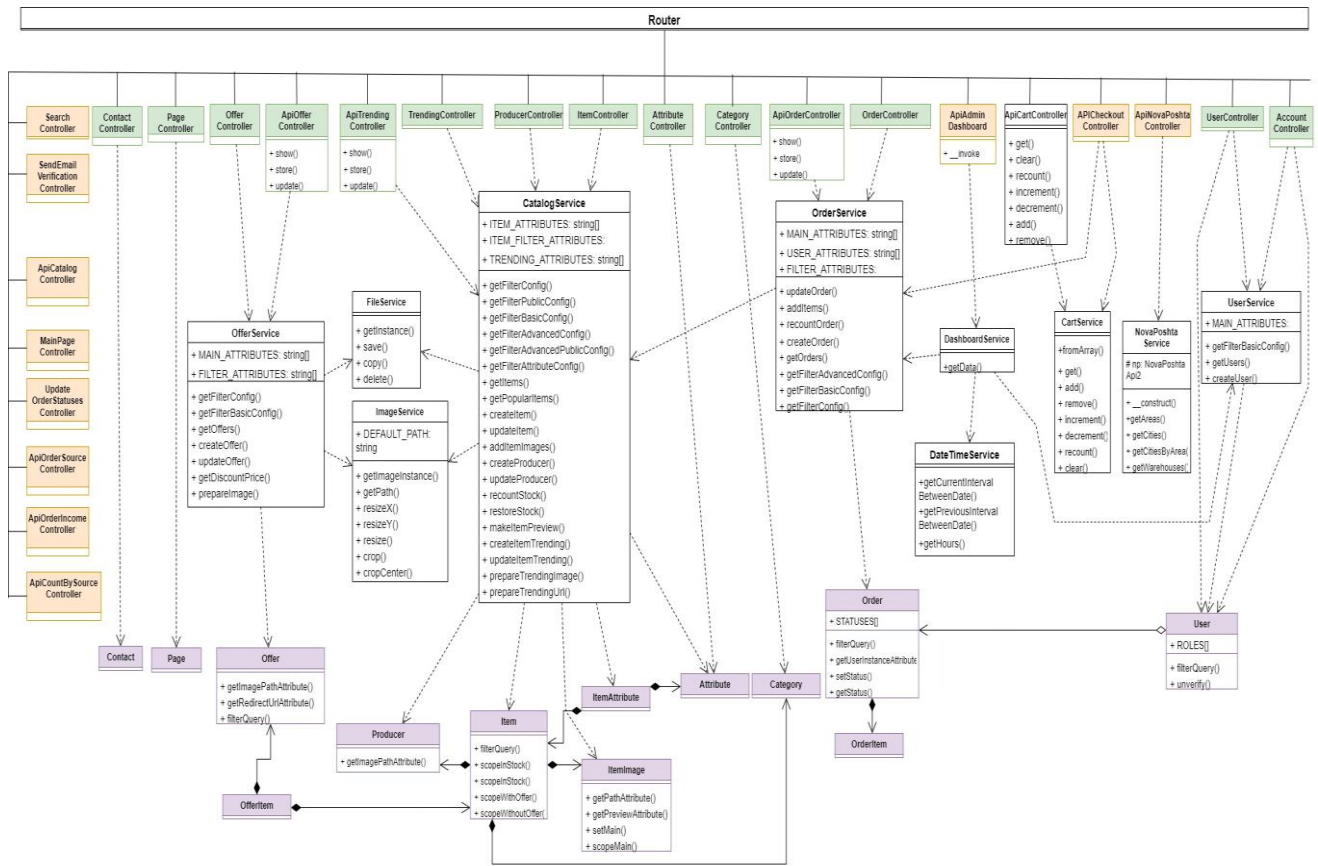 Router
Search
Controller
Contact
Controller
Page
Controller
Offer
Controller
ApiOffer
Controller
+ show()
+ store()
+ update()
ApiTrending
Controller
+ show()
+ store()
+ update()
TrendingController
ProducerController
ItemController
Attribute
Controller
Category
Controller
ApiOrderController
+ show()
+ store()
+ update()
OrderController
ApiAdmin
Dashboard
+ __invoke
ApiCartController
+ get()
+ clear()
+ recount()
+ increment()
+ decrement()
+ add()
+ remove()
APICheckout
Controller
ApiNovaPoshta
Controller
UserController
Account
Controller
SendEmail
Verification
Controller
ApiCatalog
Controller
MainPage
Controller
Update
OrderStatuses
Controller
ApiOrderSource
Controller
ApiOrderIncome
Controller
ApiCountBySource
Controller
OfferService
+ MAIN_ATTRIBUTES: string[]
+ FILTER_ATTRIBUTES: string[]
+ getFilterConfig()
+ getFilterBasicConfig()
+ getOffers()
+ createOffer()
+ updateOffer()
+ getDiscountPrice()
+ prepareImage()
FileService
+ getInstance()
+ save()
+ copy()
+ delete()
ImageService
+ DEFAULT_PATH:
string
+ getImageInstance()
+ getPath()
+ resizeX()
+ resizeY()
+ resize()
+ crop()
+ cropCenter()
CatalogService
+ ITEM_ATTRIBUTES: string[]
+ ITEM_FILTER_ATTRIBUTES:
+ TRENDING_ATTRIBUTES: string[]
+ getFilterConfig()
+ getFilterPublicConfig()
+ getFilterBasicConfig()
+ getFilterAdvancedConfig()
+ getFilterAdvancedPublicConfig()
+ getFilterAttributeConfig()
+ getItems()
+ getPopularItems()
+ createItem()
+ updateItem()
+ addItemImages()
+ createProducer()
+ updateProducer()
+ recountStock()
+ restoreStock()
+ makeItemPreview()
+ createItemTrending()
+ updateItemTrending()
+ prepareTrendingImage()
+ prepareTrendingUrl()
OrderService
+ MAIN_ATTRIBUTES: string[]
+ USER_ATTRIBUTES: string[]
+ FILTER_ATTRIBUTES:
+ updateOrder()
+ addItems()
+ recountOrder()
+ createOrder()
+ getOrders()
+ getFilterAdvancedConfig()
+ getFilterBasicConfig()
+ getFilterConfig()
DashboardService
+getData()
DateTimeService
+getCurrentInterval
BetweenDate()
+getPreviousInterval
BetweenDate()
+getHours()
CartService
+fromArray()
+ get()
+ add()
+ remove()
+ increment()
+ decrement()
+ recount()
+ clear()
NovaPoshta
Service
# np: NovaPoshta
Api2
+ __construct()
+getAreas()
+getCities()
+getCitiesByArea(
+getWarehouses(
UserService
+ MAIN_ATTRIBUTES:
+ getFilterBasicConfig()
+ getUsers()
+ createUser()
Contact
Page
Offer
+ getImagePathAttribute()
+ getRedirectUrlAttribute()
+ filterQuery()
OfferItem
Producer
+ getImagePathAttribute()
Item
+ filterQuery()
+ scopeInStock()
+ scopeInStock()
+ scopeWithOffer()
+ scopeWithoutOffer(
ItemAttribute
ItemImage
+ getPathAttribute()
+ getPreviewAttribute()
+ setMain()
+ scopeMain()
Attribute
Category
Order
+ STATUSES[]
+ filterQuery()
+ getUserInstanceAttribute
+ setStatus()
+ getStatus()
OrderItem
User
+ ROLES[]
+ filterQuery()
+ unverify()